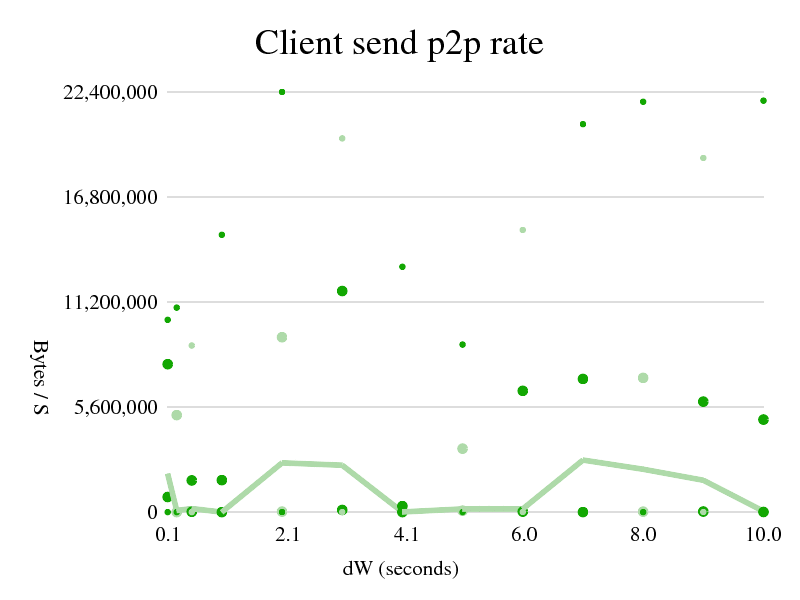 Client send p2p rate
22,400,000
16,800,000
11,200,000
5,600,000
0
Bytes / S
0.1 2.1 4.1 6.0 8.0 10.0
dW (seconds)